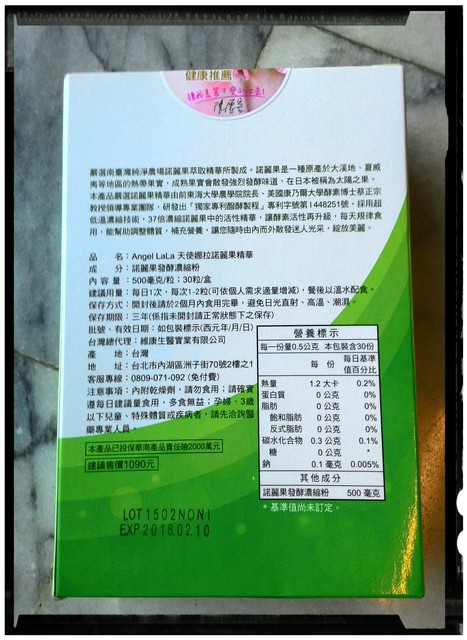 健康推薦
嚴選南臺灣純淨農場諾麗果萃取精華所製成。諾麗果是一種原產於大溪地、夏威
夷等地區的熱帶果實，成熟果實會散發強烈發酵味道，在日本被稱為太陽之果。
本產品嚴選諾麗果精華由前東海大學農學院院長、美國康乃爾大學酵素博士蔡正宗
教授領導專業團隊，研發出「獨家專利醱酵製程」專利字號第I 448251號，採用超
低溫濃縮技術，37倍濃縮諾麗果中的活性精華，讓酵素活性再升級，每天規律食
用，能幫助調整體質，補充營養，讓您隨時由內而外散發迷人光采，綻放美麗。
品　　名：Angel LaLa 天使娜拉諾麗果精華
成　　分：諾麗果發酵濃縮粉
內 容 量：500毫克/粒；30粒/盒
建議用量：每日1次，每次1-2粒(可依個人需求適量增減)，餐後以溫水配食。
保存方式：開封後請於2個月內食用完畢，避免日光直射、高溫、潮濕。
保存期限：三年(係指未開封請正常狀態下之保存)
批號、有效日期：如包裝標示(西元年/月/日)
台灣總代理：維康生醫實業有限公司
產　　地：台灣
地　　址：台北市內湖區洲子街70號2樓之1
客服專線：0809-071-092 (免付費)
注意事項：內附乾燥劑，請勿食用；請確實
遵每日建議量食用，多食無益；孕婦、3歲
以下兒童、特殊體質或疾病者，請先洽詢醫
藥專業人員。
本產品已投保華南產品責任險2000萬元
建議售價1090元
營養標示
每一份量0.5公克 本包裝含30份
每 份 每日基準值百分比
熱量 1.2 大卡 0.2%
蛋白質 0 公克 0%
脂肪 0 公克 0%
飽和脂肪 0 公克 0%
反式脂肪 0 公克 0%
碳水化合物 0.3 公克 0.1%
糖 0 公克 *
鈉 0.1 毫克 0.005%
其他成分
諾麗果發酵濃縮粉 500 毫克
* 基準值尚未訂定。
LOT 1502NON1
EXP 2018.02.10